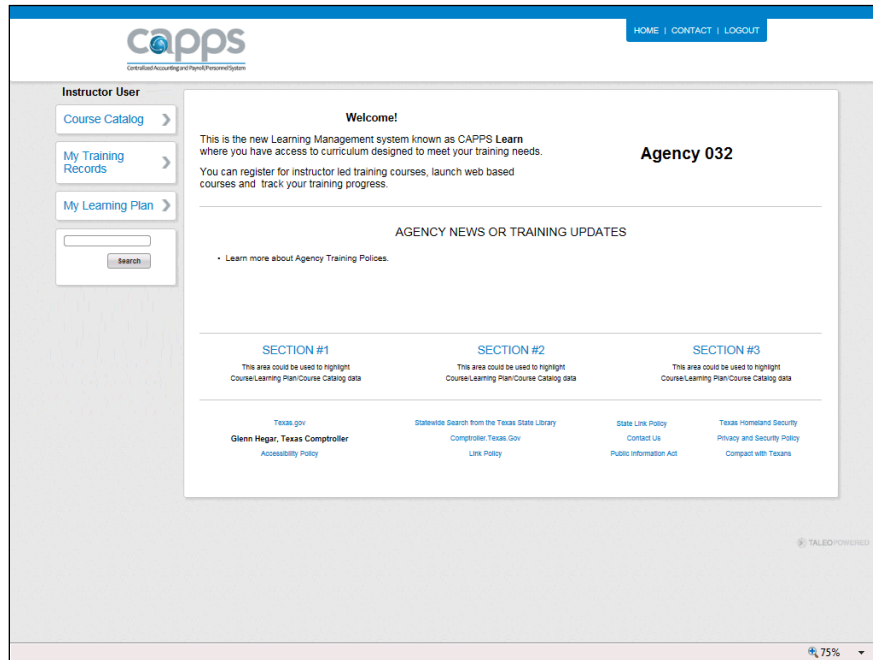 HOME | CONTACT | LOGOUT
capps
Centralized Accounting and Payroll/Personnel System
Instructor User
Course Catalog
My Training
Records
My Learning Plan
Search
Welcome!
This is the new Learning Management system known as CAPPS Learn
where you have access to curriculum designed to meet your training needs.
You can register for instructor led training courses, launch web based
courses and track your training progress.
Agency 032
AGENCY NEWS OR TRAINING UPDATES
• Learn more about Agency Training Polices.
SECTION #1
This area could be used to highlight
Course/Learning Plan/Course Catalog data
SECTION #2
This area could be used to highlight
Course/Learning Plan/Course Catalog data
SECTION #3
This area could be used to highlight
Course/Learning Plan/Course Catalog data
Texas.gov
Statewide Search from the Texas State Library
State Link Policy
Texas Homeland Security
Glenn Hegar, Texas Comptroller
Comptroller.Texas.Gov
Contact Us
Privacy and Security Policy
Accessibility Policy
Link Policy
Public Information Act
Compact with Texans
TALEO POWERED
75%